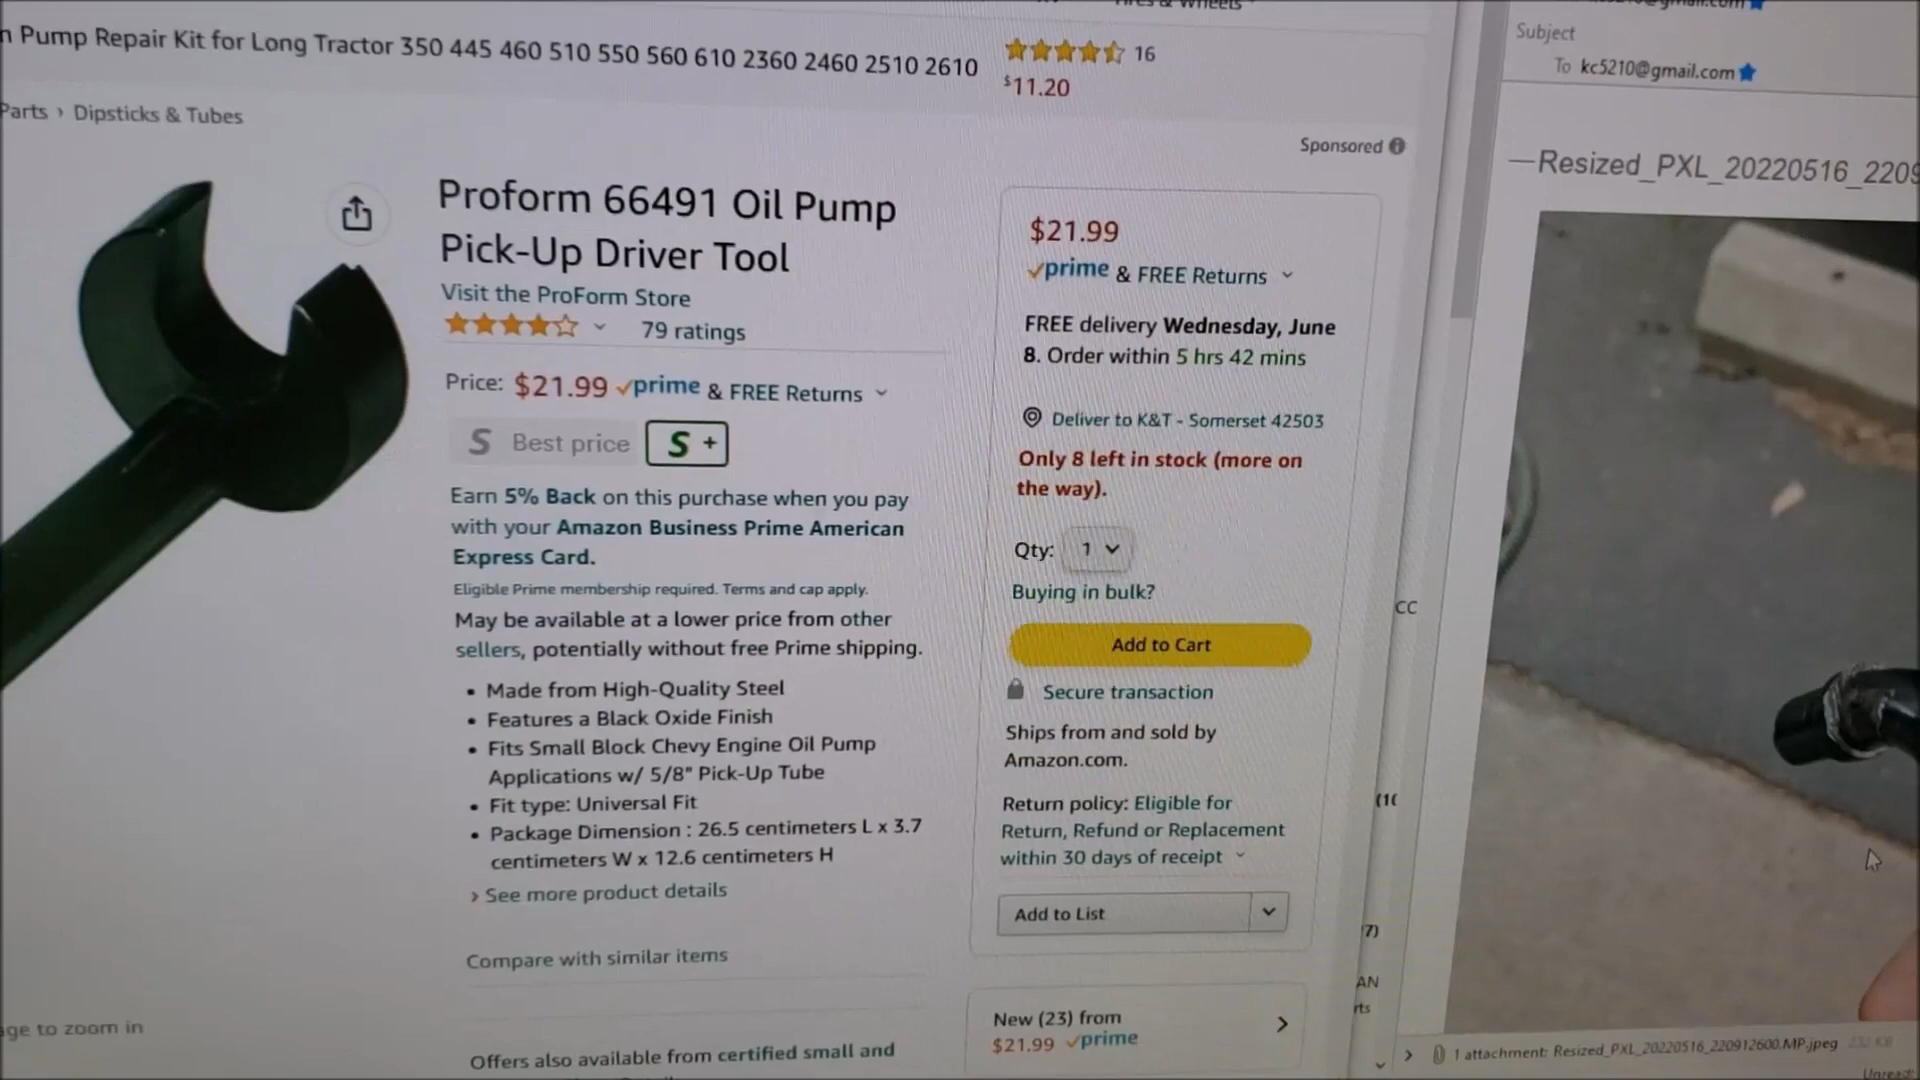 Pump Repair Kit for Long Tractor 350 445 460 510 550 560 610 2360 2460 2510 2610
16
$11.20
Parts › Dipsticks & Tubes
Sponsored
Proform 66491 Oil Pump
Pick-Up Driver Tool
Visit the ProForm Store
79 ratings
Price: $21.99 prime & FREE Returns
S Best price
S +
Earn 5% Back on this purchase when you pay
with your Amazon Business Prime American
Express Card.
Eligible Prime membership required. Terms and cap apply.
May be available at a lower price from other
sellers, potentially without free Prime shipping.
• Made from High-Quality Steel
• Features a Black Oxide Finish
• Fits Small Block Chevy Engine Oil Pump
Applications w/ 5/8" Pick-Up Tube
• Fit type: Universal Fit
• Package Dimension : 26.5 centimeters L x 3.7
centimeters W x 12.6 centimeters H
› See more product details
Compare with similar items
to zoom in
Offers also available from certified small and
$21.99
prime & FREE Returns
FREE delivery Wednesday, June
8. Order within 5 hrs 42 mins
Deliver to K&T - Somerset 42503
Only 8 left in stock (more on
the way).
Qty: 1
Buying in bulk?
Add to Cart
Secure transaction
Ships from and sold by
Amazon.com.
Return policy: Eligible for
Return, Refund or Replacement
within 30 days of receipt
Add to List
New (23) from
$21.99 prime
CC
7)
AN
rts
Subject
To kc5210@gmail.com
—Resized_PXL_20220516_2209
1 attachment: Resized_PXL_20220516_220912600.MP.jpeg
Unread: